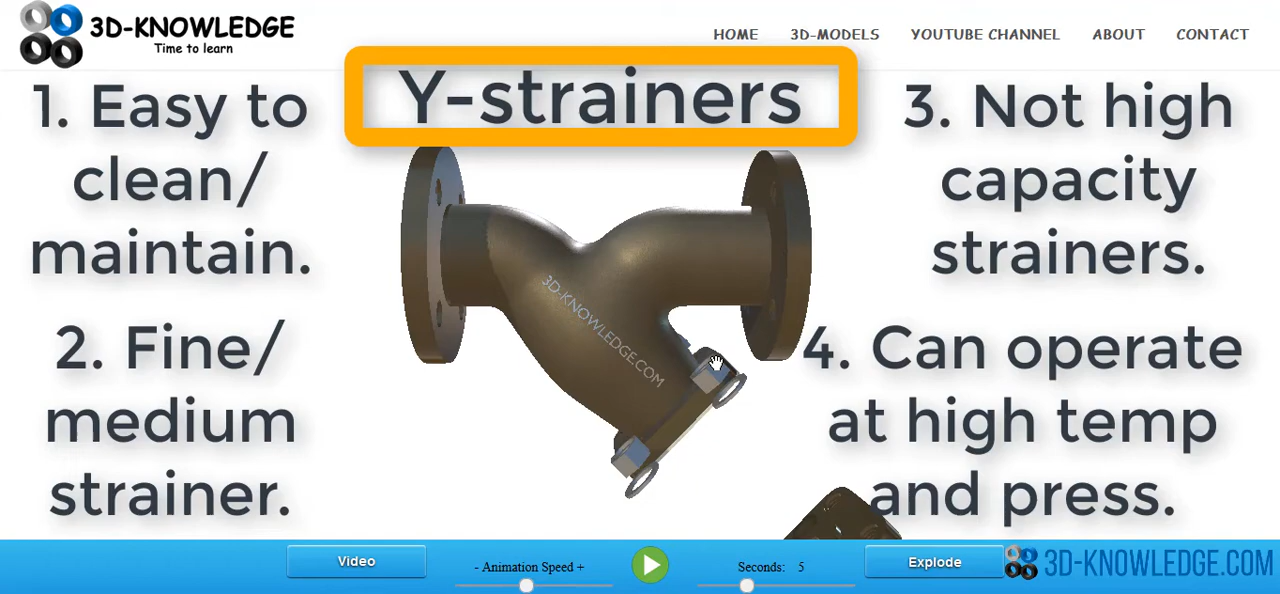 3D-KNOWLEDGE
Time to learn
HOME 3D-MODELS YOUTUBE CHANNEL ABOUT CONTACT
Y-strainers
1. Easy to
clean/
maintain.
2. Fine/
medium
strainer.
3. Not high
capacity
strainers.
4. Can operate
at high temp
and press.
3D-KNOWLEDGE.COM
Video
- Animation Speed +
Seconds: 5
Explode
3D-KNOWLEDGE.COM